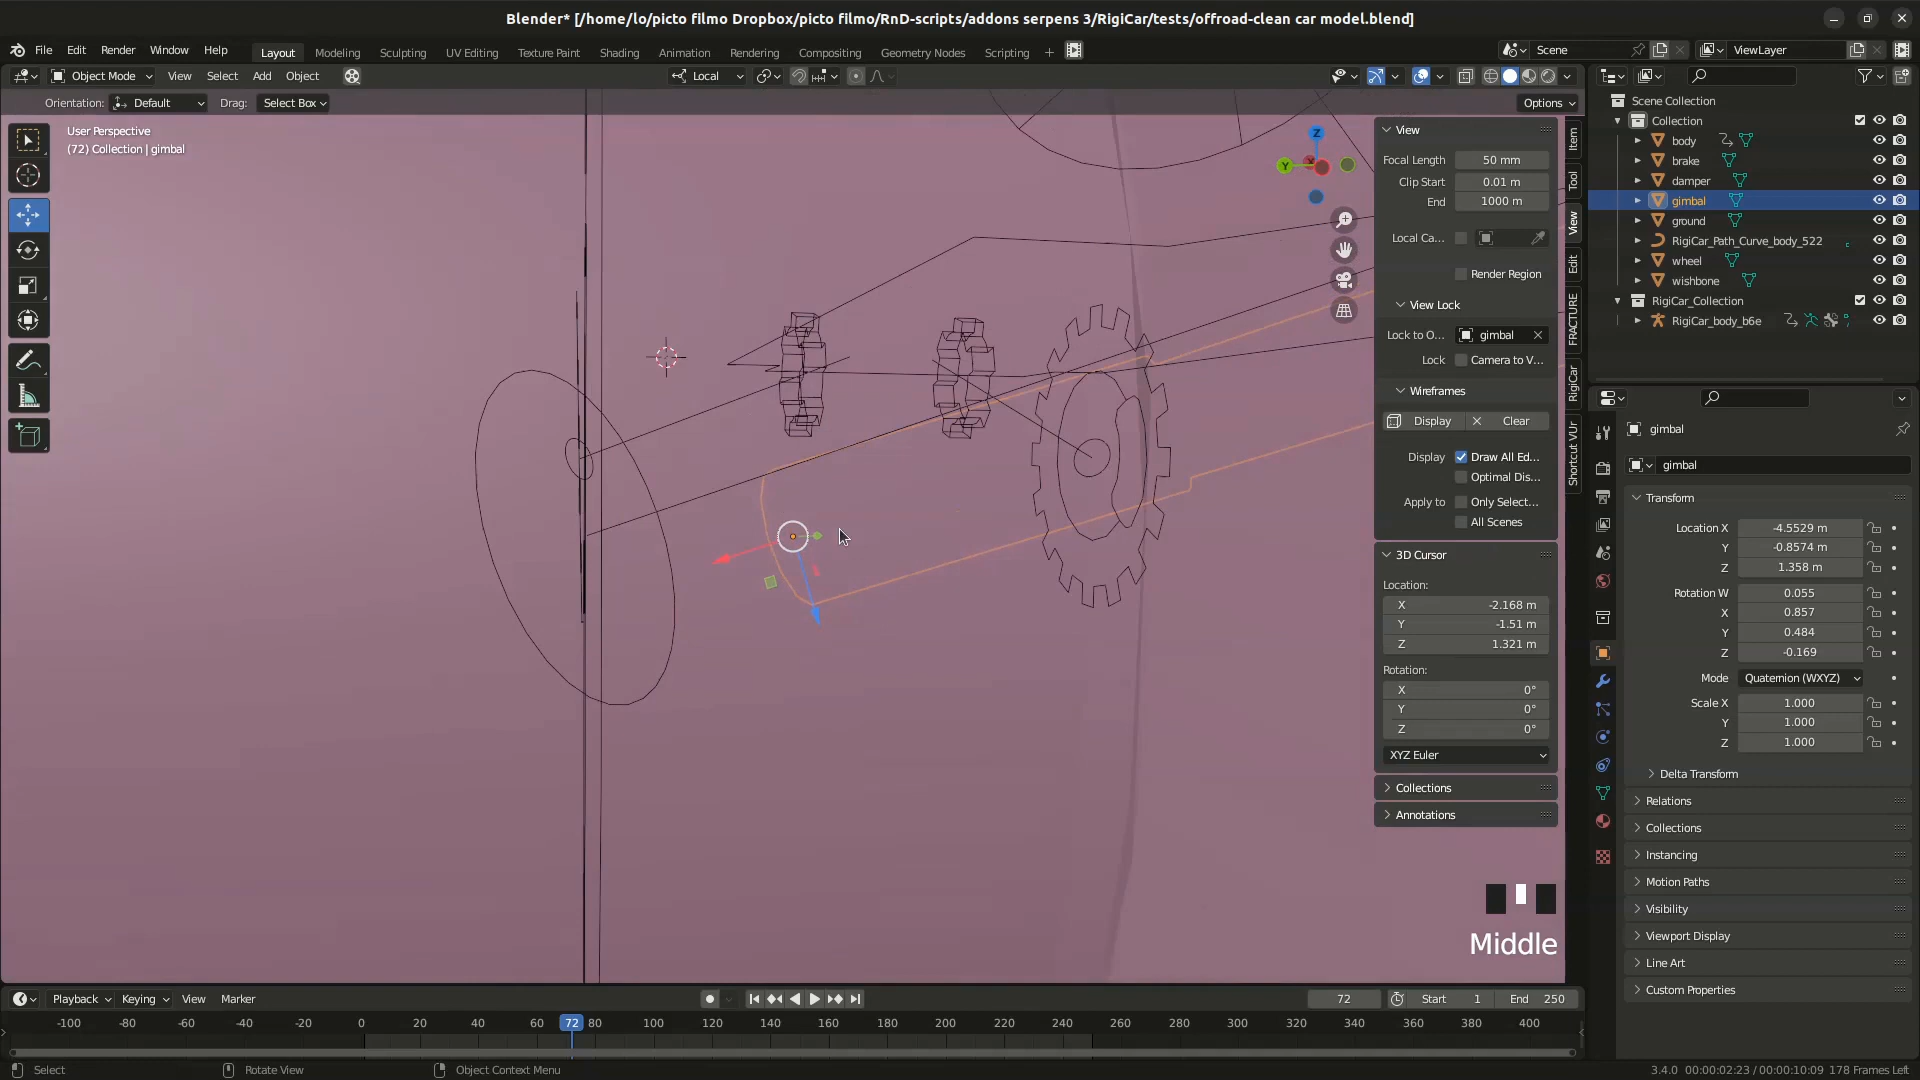 Blender* [/home/lo/picto filmo Dropbox/picto filmo/RnD-scripts/addons serpens 3/RigiCar/tests/offroad-clean car model.blend]
File Edit Render Window Help Layout Modeling Sculpting UV Editing Texture Paint Shading Animation Rendering Compositing Geometry Nodes Scripting + Scene ViewLayer
Object Mode View Select Add Object Local
Orientation: Default Drag: Select Box Options
User Perspective
(72) Collection | gimbal
Z
Y
X
View
Focal Length 50 mm
Clip Start 0.01 m
End 1000 m
Local Ca...
Render Region
View Lock
Lock to O... gimbal
Lock Camera to V...
Wireframes
Display Clear
Display Draw All Ed...
Optimal Dis...
Apply to Only Select...
All Scenes
3D Cursor
Location:
X -2.168 m
Y -1.51 m
Z 1.321 m
Rotation:
X 0°
Y 0°
Z 0°
XYZ Euler
Collections
Annotations
Item
Tool
View
Edit
FRACTURE
RigiCar
Shortcut VUr
Middle
Scene Collection
Collection
body
brake
damper
gimbal
ground
RigiCar_Path_Curve_body_522
wheel
wishbone
RigiCar_Collection
RigiCar_body_b6e
gimbal
gimbal
Transform
Location X -4.5529 m
Y -0.8574 m
Z 1.358 m
Rotation W 0.055
X 0.857
Y 0.484
Z -0.169
Mode Quaternion (WXYZ)
Scale X 1.000
Y 1.000
Z 1.000
Delta Transform
Relations
Collections
Instancing
Motion Paths
Visibility
Viewport Display
Line Art
Custom Properties
Playback Keying View Marker 72 Start 1 End 250
-100 -80 -60 -40 -20 0 20 40 60 72 80 100 120 140 160 180 200 220 240 260 280 300 320 340 360 380 400
Select Rotate View Object Context Menu 3.4.0 00:00:02:23 / 00:00:10:09 178 Frames Left